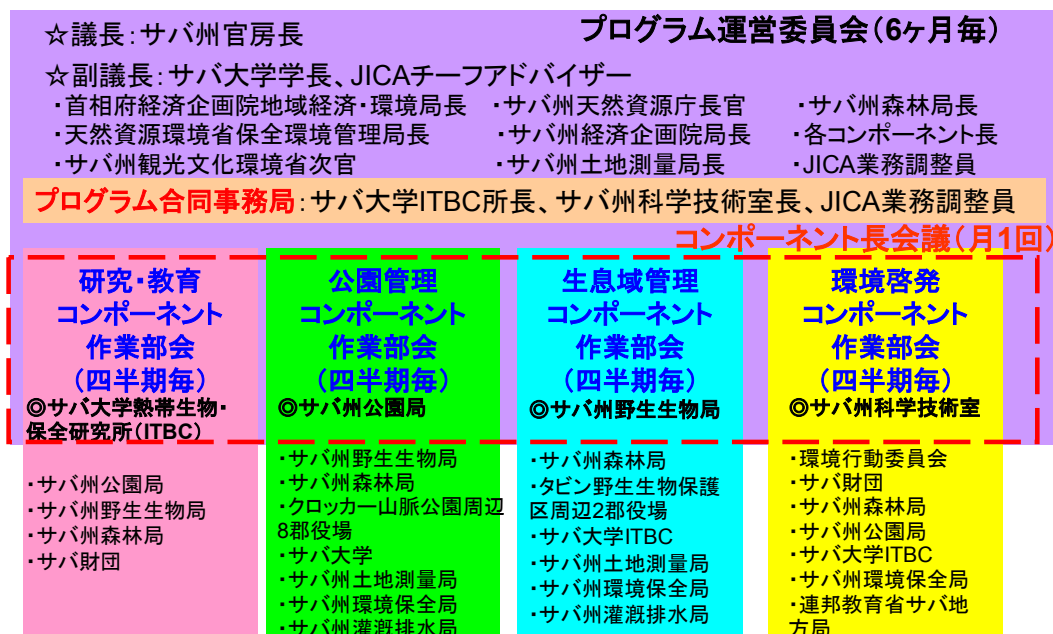 ☆議長:サバ州官房長
プログラム運営委員会(6ヶ月毎)
☆副議長:サバ大学学長、JICAチーフアドバイザー
・首相府経済企画院地域経済・環境局長 ・サバ州天然資源庁長官 ・サバ州森林局長
・天然資源環境省保全環境管理局長 ・サバ州経済企画院局長 ・各コンポーネント長
・サバ州観光文化環境省次官 ・サバ州土地測量局長 ・JICA業務調整員
プログラム合同事務局:サバ大学ITBC所長、サバ州科学技術室長、JICA業務調整員
コンポーネント長会議(月1回)
研究・教育
コンポーネント
作業部会
(四半期毎)
◎サバ大学熱帯生物・
保全研究所(ITBC)
・サバ州公園局
・サバ州野生生物局
・サバ州森林局
・サバ財団
公園管理
コンポーネント
作業部会
(四半期毎)
◎サバ州公園局
・サバ州野生生物局
・サバ州森林局
・クロッカー山脈公園周辺
8郡役場
・サバ大学
・サバ州土地測量局
・サバ州環境保全局
・サバ州灌漑排水局
生息域管理
コンポーネント
作業部会
(四半期毎)
◎サバ州野生生物局
・サバ州森林局
・タビン野生生物保護
区周辺2郡役場
・サバ大学ITBC
・サバ州土地測量局
・サバ州環境保全局
・サバ州灌漑排水局
環境啓発
コンポーネント
作業部会
(四半期毎)
◎サバ州科学技術室
・環境行動委員会
・サバ財団
・サバ州森林局
・サバ州公園局
・サバ大学ITBC
・サバ州環境保全局
・連邦教育省サバ地
方局